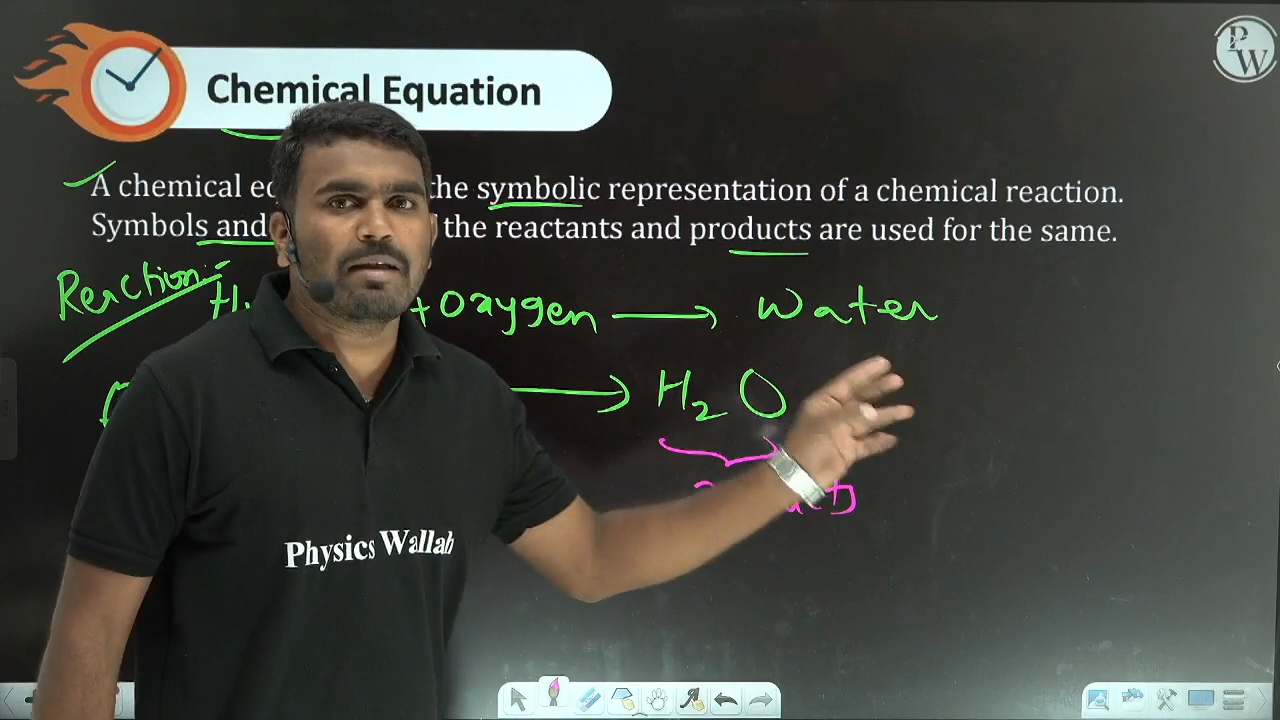 PW
Chemical Equation
A chemical the symbolic representation of a chemical reaction.
Symbols and the reactants and products are used for the same.
Reaction:- + Oxygen ⟶ Water
⟶ H₂O
Physics Wallah